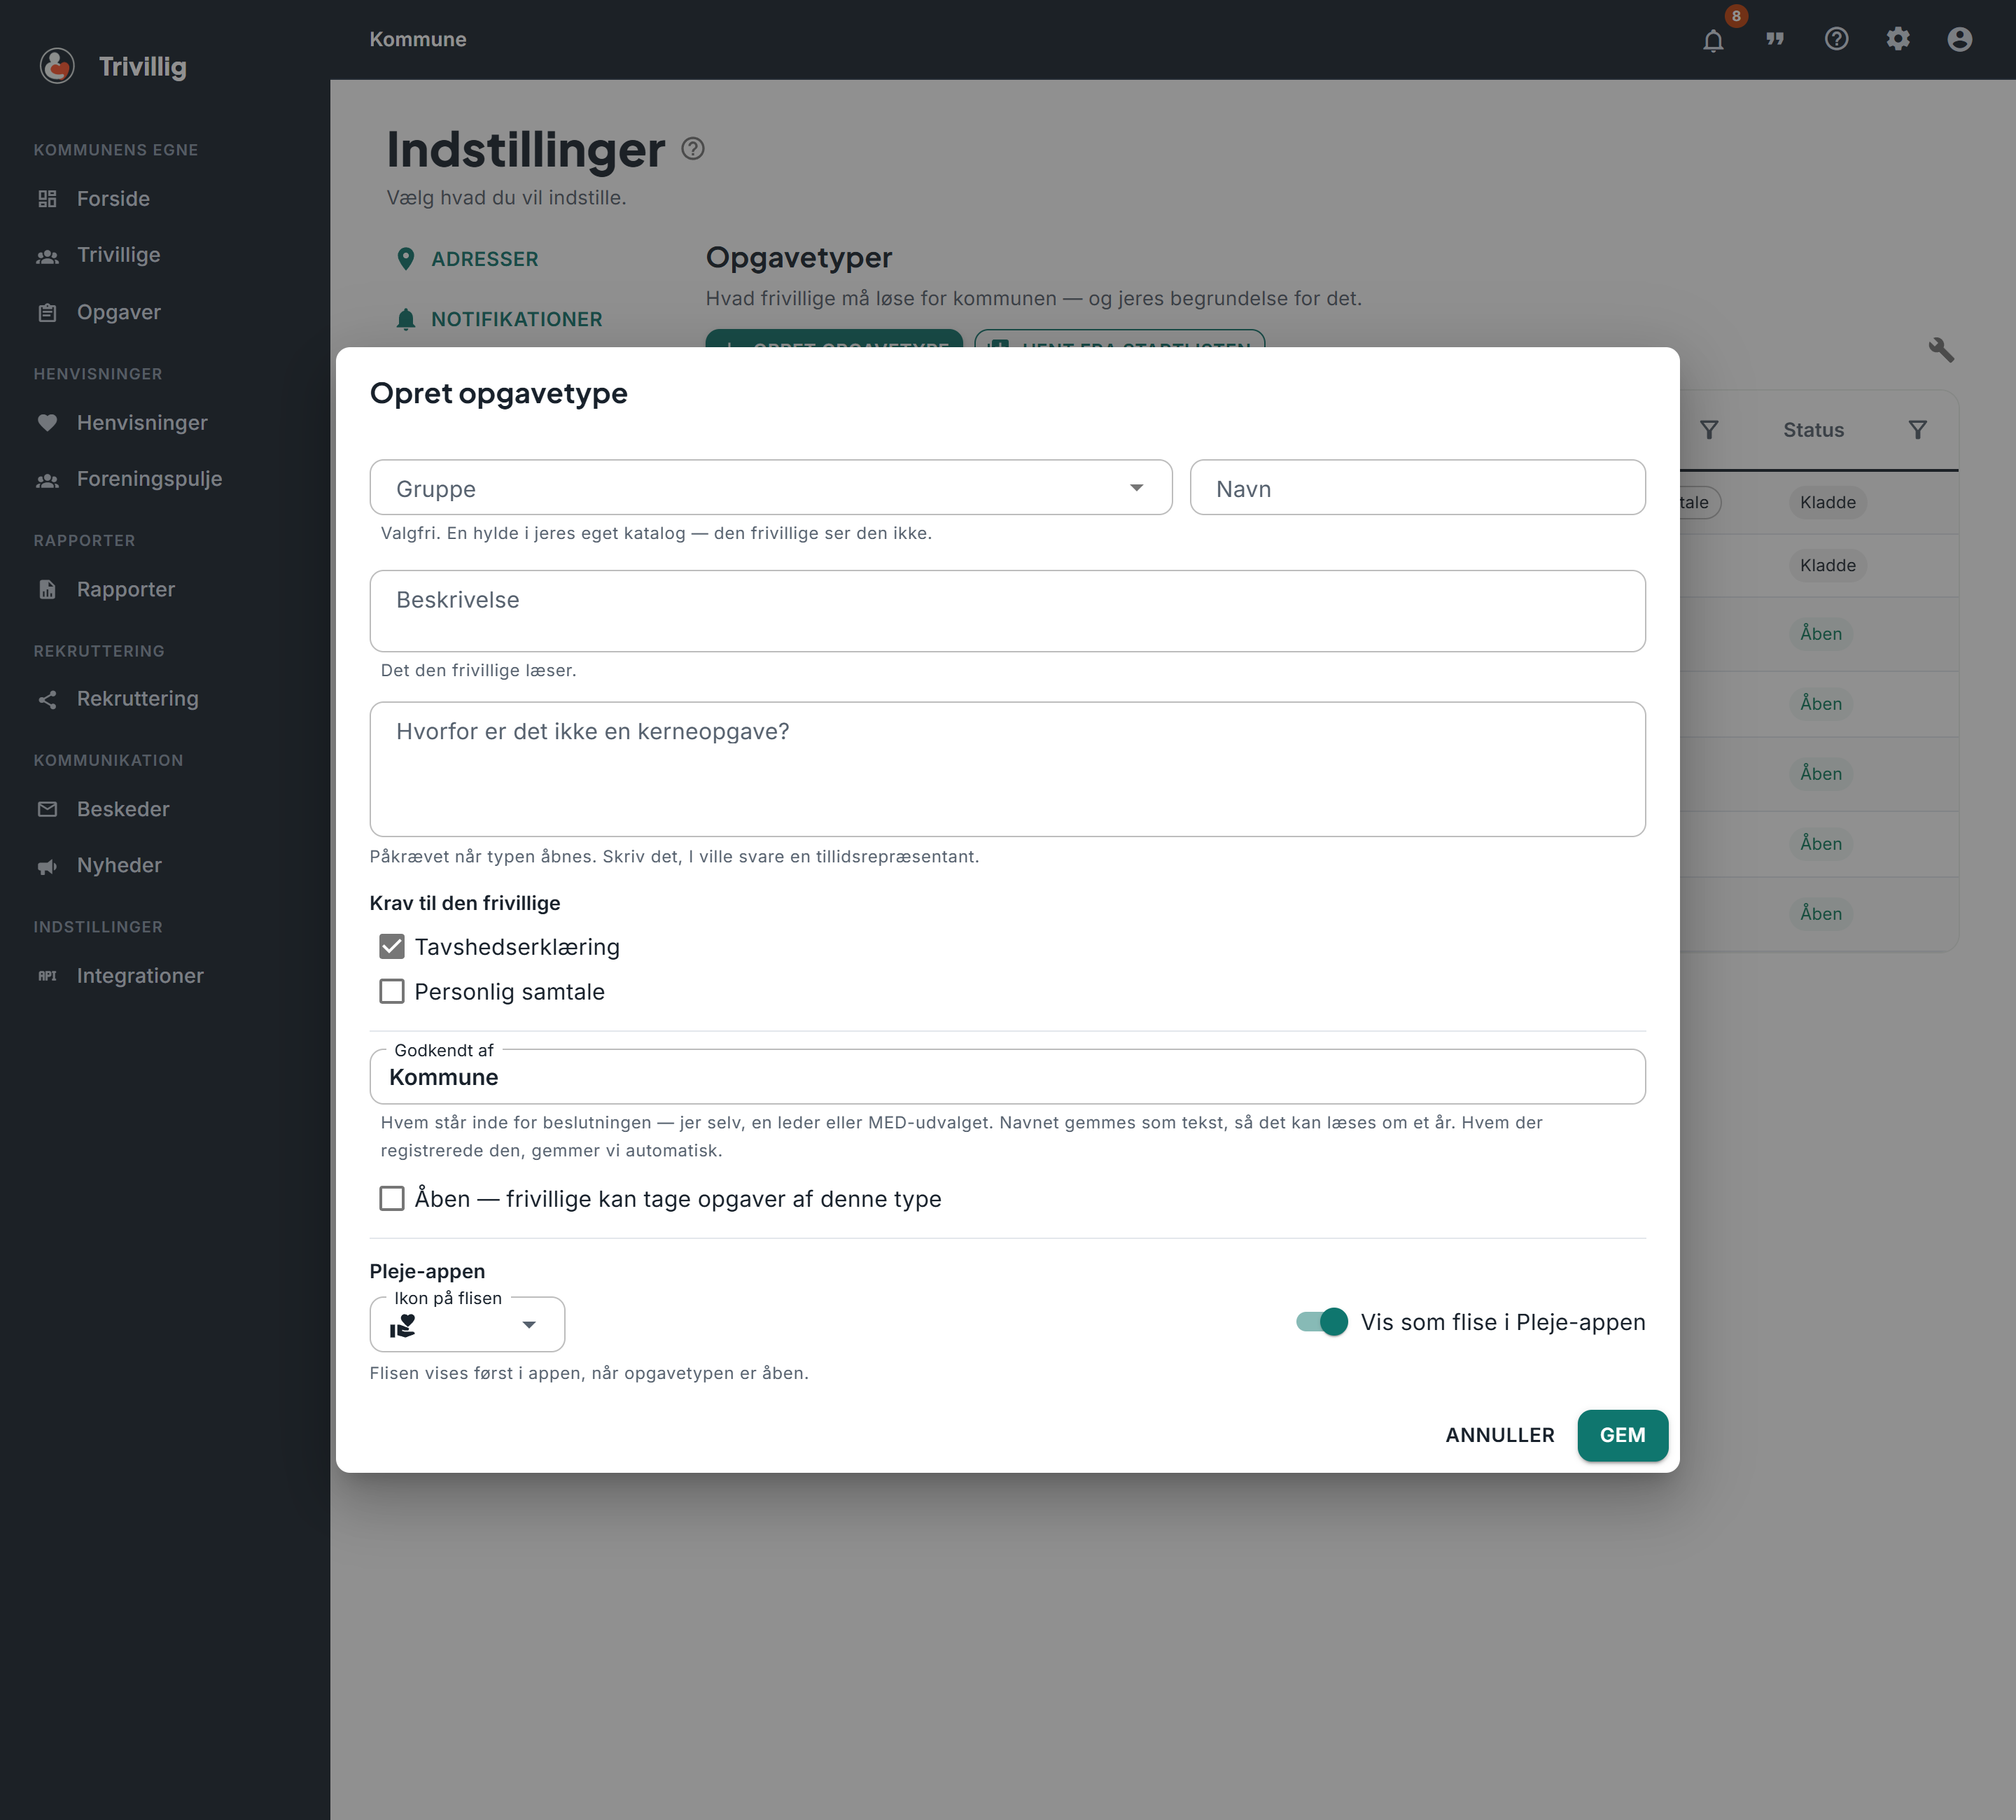 Trivillig
KOMMUNENS EGNE
Forside
Trivillige
Opgaver
HENVISNINGER
Henvisninger
Foreningspulje
RAPPORTER
Rapporter
REKRUTTERING
Rekruttering
KOMMUNIKATION
Beskeder
Nyheder
INDSTILLINGER
API Integrationer
Kommune
8
Indstillinger
Vælg hvad du vil indstille.
ADRESSER
NOTIFIKATIONER
Opgavetyper
Hvad frivillige må løse for kommunen — og jeres begrundelse for det.
OPRET OPGAVETYPE HENT FRA STARTLISTEN
Status
tale Kladde
Kladde
Åben
Åben
Åben
Åben
Åben
Opret opgavetype
Gruppe Navn
Valgfri. En hylde i jeres eget katalog — den frivillige ser den ikke.
Beskrivelse
Det den frivillige læser.
Hvorfor er det ikke en kerneopgave?
Påkrævet når typen åbnes. Skriv det, I ville svare en tillidsrepræsentant.
Krav til den frivillige
Tavshedserklæring
Personlig samtale
Godkendt af
Kommune
Hvem står inde for beslutningen — jer selv, en leder eller MED-udvalget. Navnet gemmes som tekst, så det kan læses om et år. Hvem der
registrerede den, gemmer vi automatisk.
Åben — frivillige kan tage opgaver af denne type
Pleje-appen
Ikon på flisen
Vis som flise i Pleje-appen
Flisen vises først i appen, når opgavetypen er åben.
ANNULLER GEM